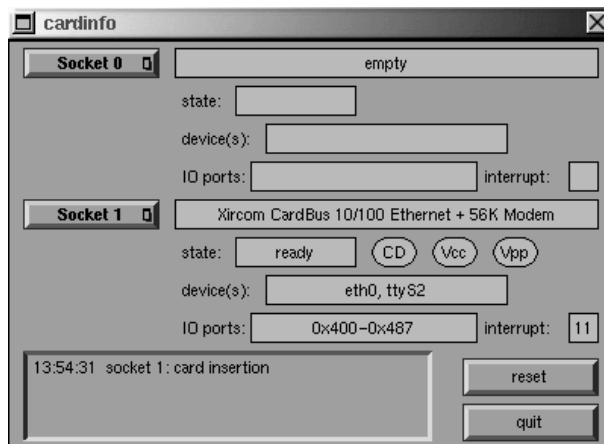 cardinfo
Socket 0 empty
state:
device(s):
IO ports: interrupt:
Socket 1 Xircom CardBus 10/100 Ethernet + 56K Modem
state: ready CD Vcc Vpp
device(s): eth0, ttyS2
IO ports: 0x400-0x487 interrupt: 11
13:54:31 socket 1: card insertion
reset
quit